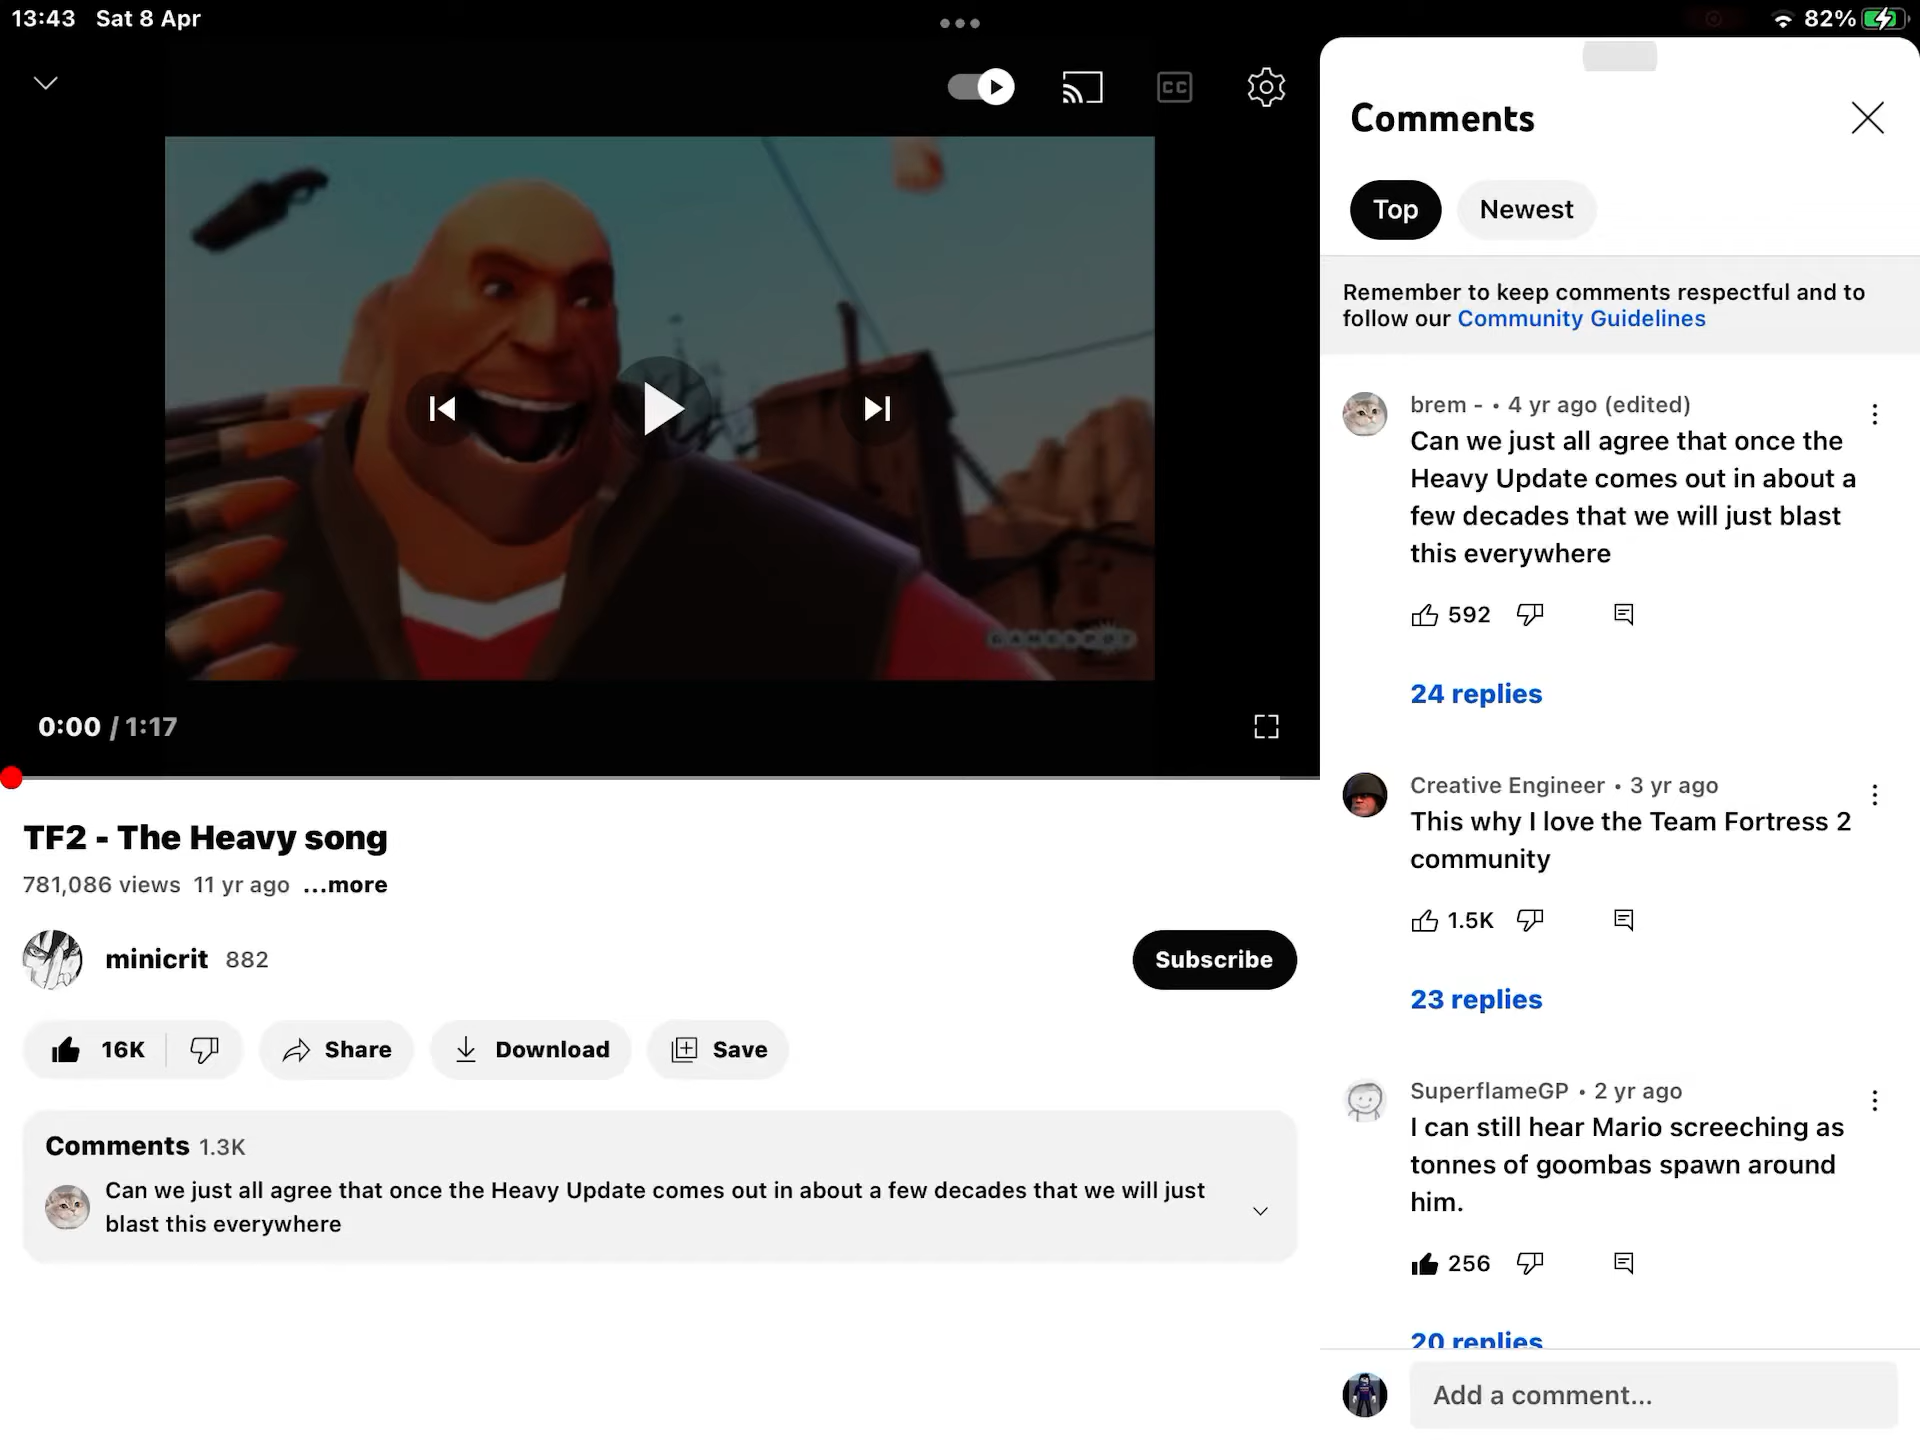 13:43 Sat 8 Apr
82%
CC
GAMESPOT
0:00 / 1:17
TF2 - The Heavy song
781,086 views 11 yr ago ...more
minicrit 882
Subscribe
16K
Share
Download
Save
Comments 1.3K
Can we just all agree that once the Heavy Update comes out in about a few decades that we will just
blast this everywhere
Comments
Top
Newest
Remember to keep comments respectful and to
follow our Community Guidelines
brem - • 4 yr ago (edited)
Can we just all agree that once the
Heavy Update comes out in about a
few decades that we will just blast
this everywhere
592
24 replies
Creative Engineer • 3 yr ago
This why I love the Team Fortress 2
community
1.5K
23 replies
SuperflameGP • 2 yr ago
I can still hear Mario screeching as
tonnes of goombas spawn around
him.
256
20 replies
Add a comment...